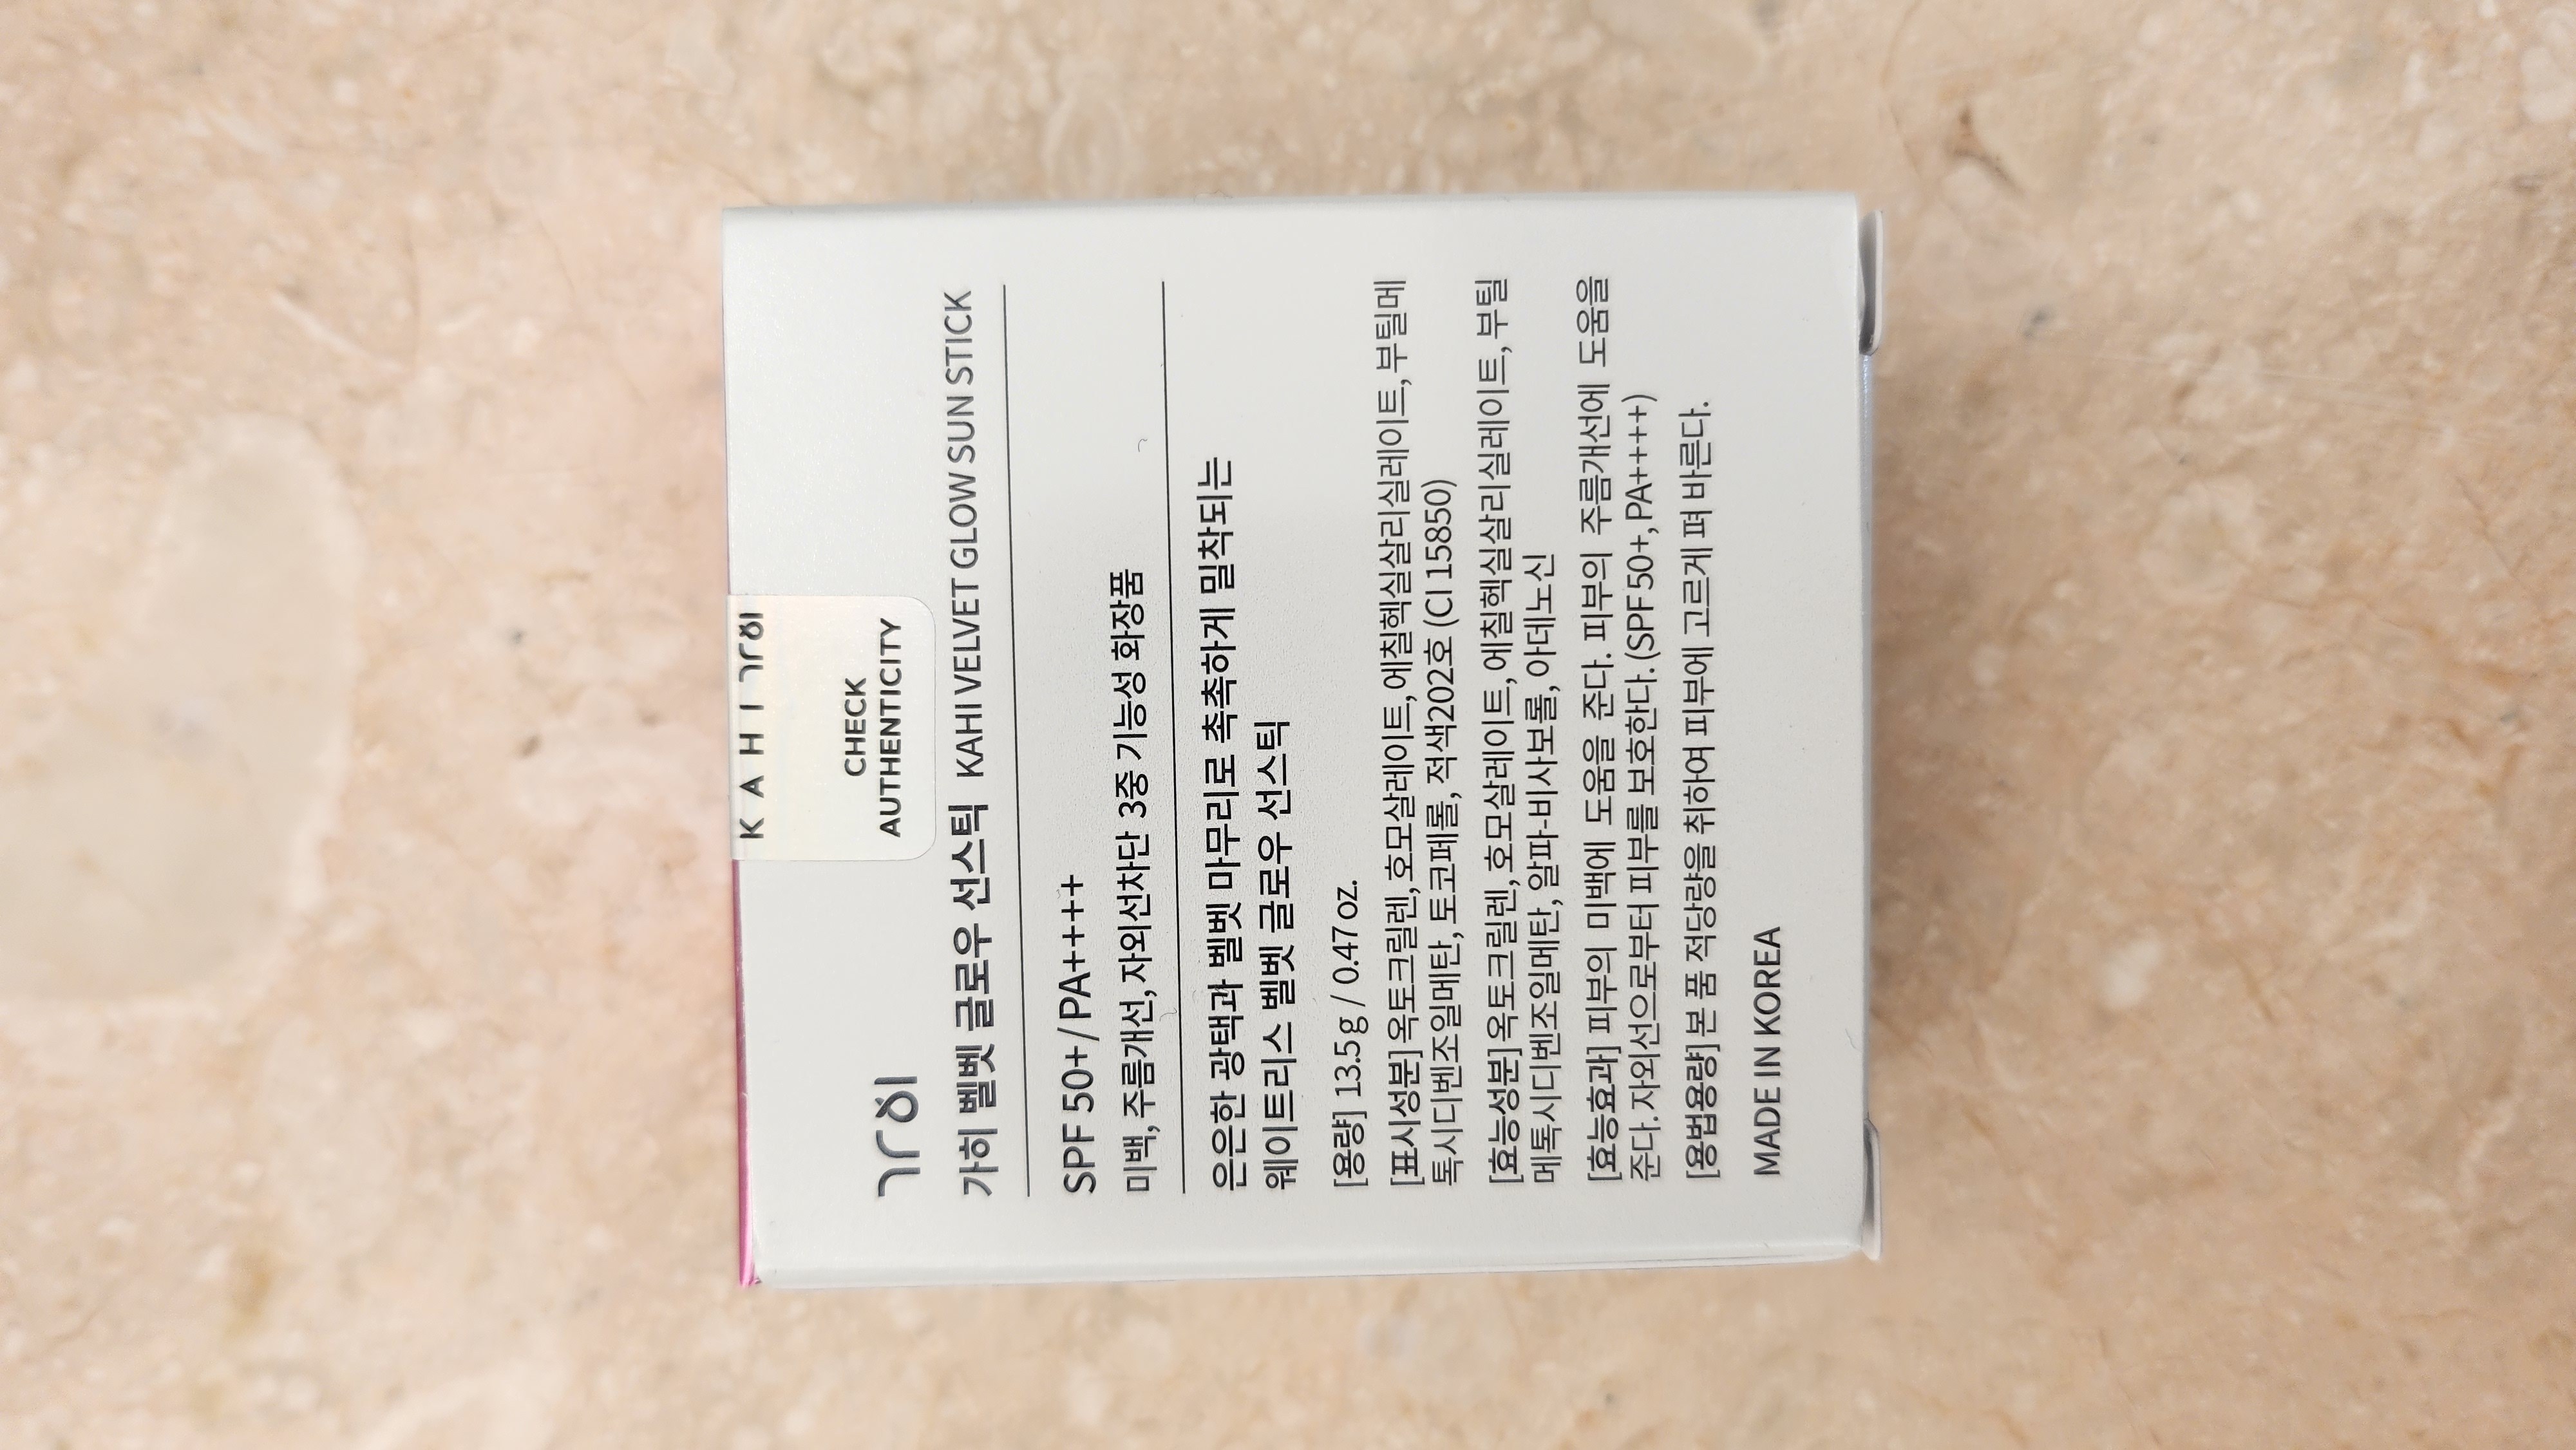 KAHI 가히
CHECK
AUTHENTICITY
가히
가히 벨벳 글로우 선스틱 KAHI VELVET GLOW SUN STICK
SPF 50+/PA++++
미백, 주름개선, 자외선차단 3중 기능성 화장품
은은한 광택과 벨벳 마무리로 촉촉하게 밀착되는
웨이트리스 벨벳 글로우 선스틱
[용량] 13.5 g / 0.47 oz.
[표시성분] 옥토크릴렌, 호모살레이트, 에칠헥실살리실레이트, 부틸메
톡시디벤조일메탄, 토코페롤, 적색202호 (CI 15850)
[효능성분] 옥토크릴렌, 호모살레이트, 에칠헥실살리실레이트, 부틸
메톡시디벤조일메탄, 알파-비사보롤, 아데노신
[효능효과] 피부의 미백에 도움을 준다. 피부의 주름개선에 도움을
준다. 자외선으로부터 피부를 보호한다. (SPF 50+, PA++++)
[용법용량] 본 품 적당량을 취하여 피부에 고르게 펴 바른다.
MADE IN KOREA